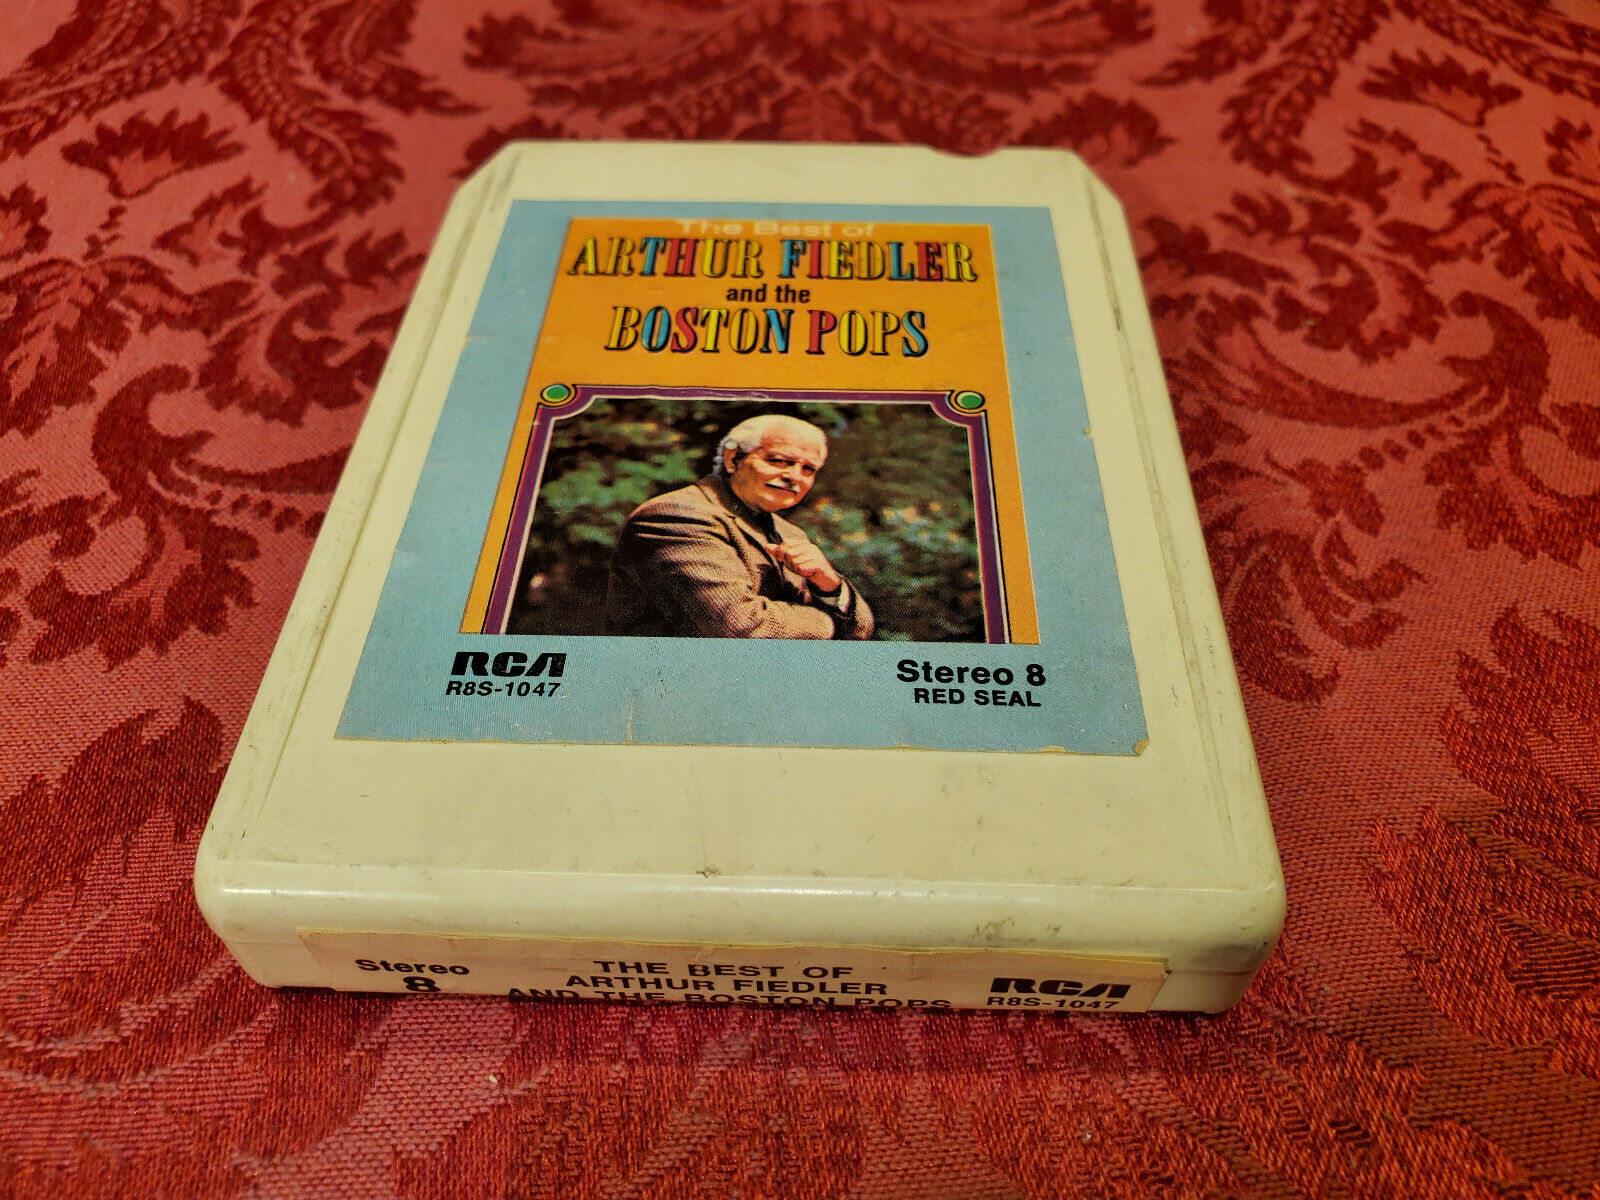 The Best of
ARTHUR FIEDLER
and the
BOSTON POPS
RCA
R8S-1047
Stereo 8
RED SEAL
Stereo
8
THE BEST OF
ARTHUR FIEDLER
AND THE BOSTON POPS
RCA
R8S-1047